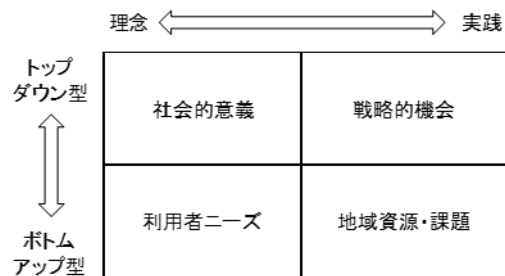 理念
実践
トップ
ダウン型
社会的意義
戦略的機会
利用者ニーズ
地域資源・課題
ボトム
アップ型